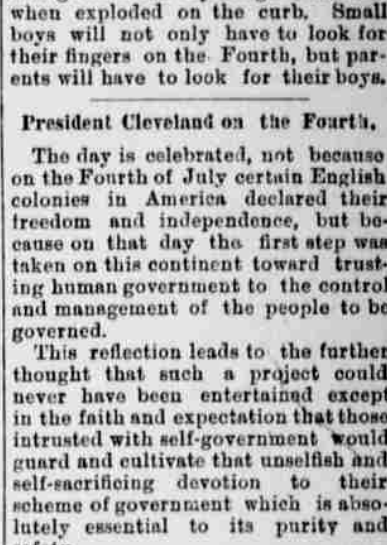 when exploded on the curb. Small
boys will not only have to look for
their fingers on the Fourth, but par-
ents will have to look for their boys.
President Cleveland on the Fourth.
The day is celebrated, not because
on the Fourth of July certain English
colonies in America declared their
freedom and independence, but be-
cause on that day the first step was
taken on this continent toward trust-
ing human government to the control
and management of the people to be
governed.
This reflection leads to the further
thought that such a project could
never have been entertained except
in the faith and expectation that those
intrusted with self-government would
guard and cultivate that unselfish and
self-sacrificing devotion to their
scheme of government which is abso-
lutely essential to its purity and